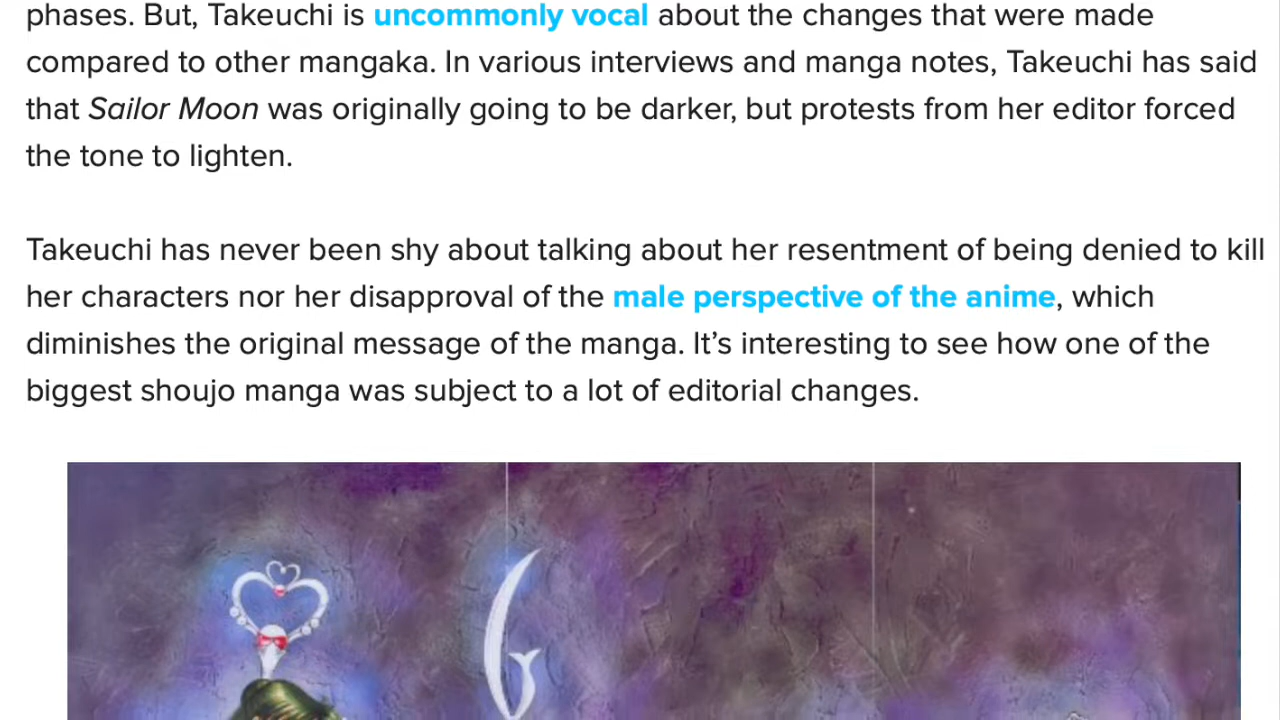 phases. But, Takeuchi is uncommonly vocal about the changes that were made
compared to other mangaka. In various interviews and manga notes, Takeuchi has said
that Sailor Moon was originally going to be darker, but protests from her editor forced
the tone to lighten.
Takeuchi has never been shy about talking about her resentment of being denied to kill
her characters nor her disapproval of the male perspective of the anime, which
diminishes the original message of the manga. It’s interesting to see how one of the
biggest shoujo manga was subject to a lot of editorial changes.